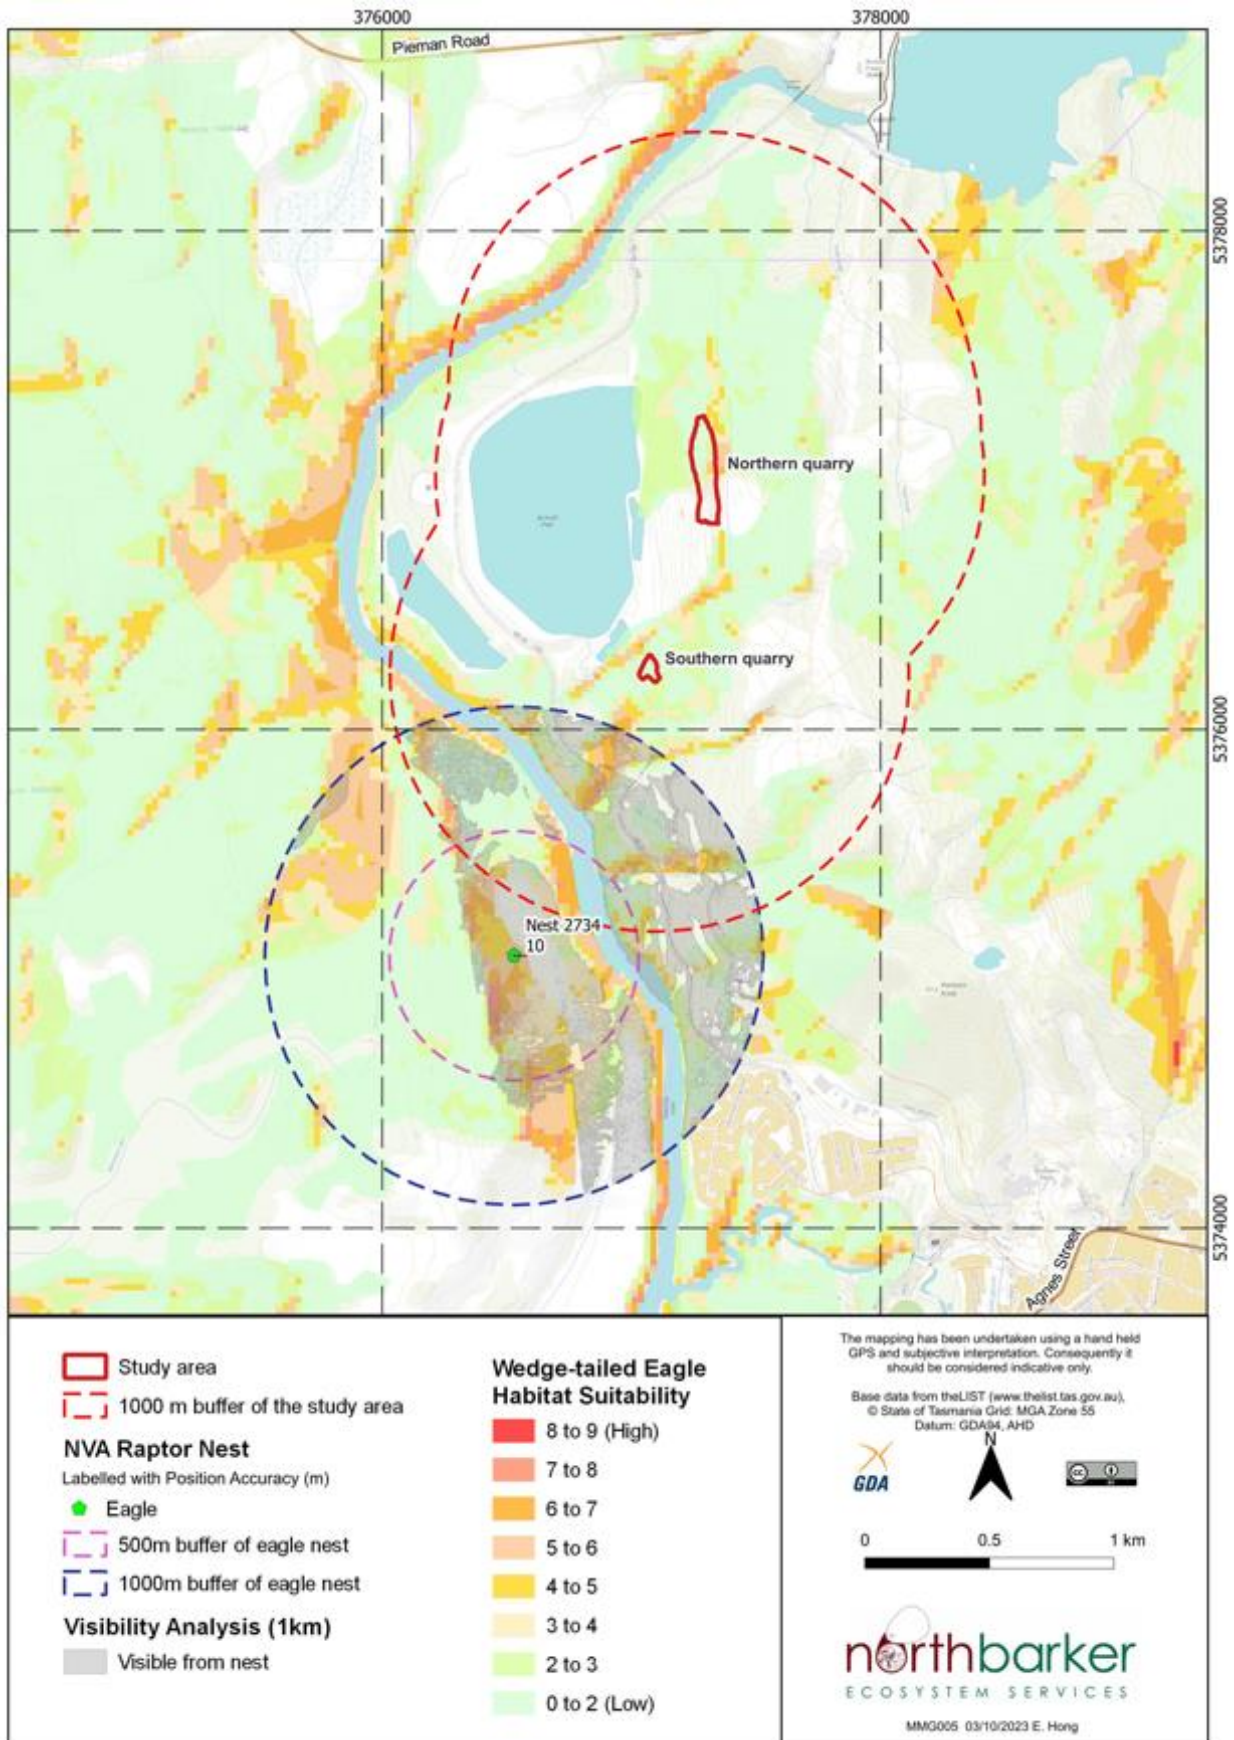 376000
378000
Pieman Road
5378000
Northern quarry
Southern quarry
5376000
Nest 2734
10
5374000
Agnes Street
Study area
1000 m buffer of the study area
NVA Raptor Nest
Labelled with Position Accuracy (m)
Eagle
500m buffer of eagle nest
1000m buffer of eagle nest
Visibility Analysis (1km)
Visible from nest
Wedge-tailed Eagle
Habitat Suitability
8 to 9 (High)
7 to 8
6 to 7
5 to 6
4 to 5
3 to 4
2 to 3
0 to 2 (Low)
The mapping has been undertaken using a hand held
GPS and subjective interpretation. Consequently it
should be considered indicative only.
Base data from theLIST (www.thelist.tas.gov.au),
© State of Tasmania Grid: MGA Zone 55
Datum: GDA94, AHD
N
GDA
cc
0 0.5 1 km
northbarker
ECOSYSTEM SERVICES
MMG005 03/10/2023 E. Hong